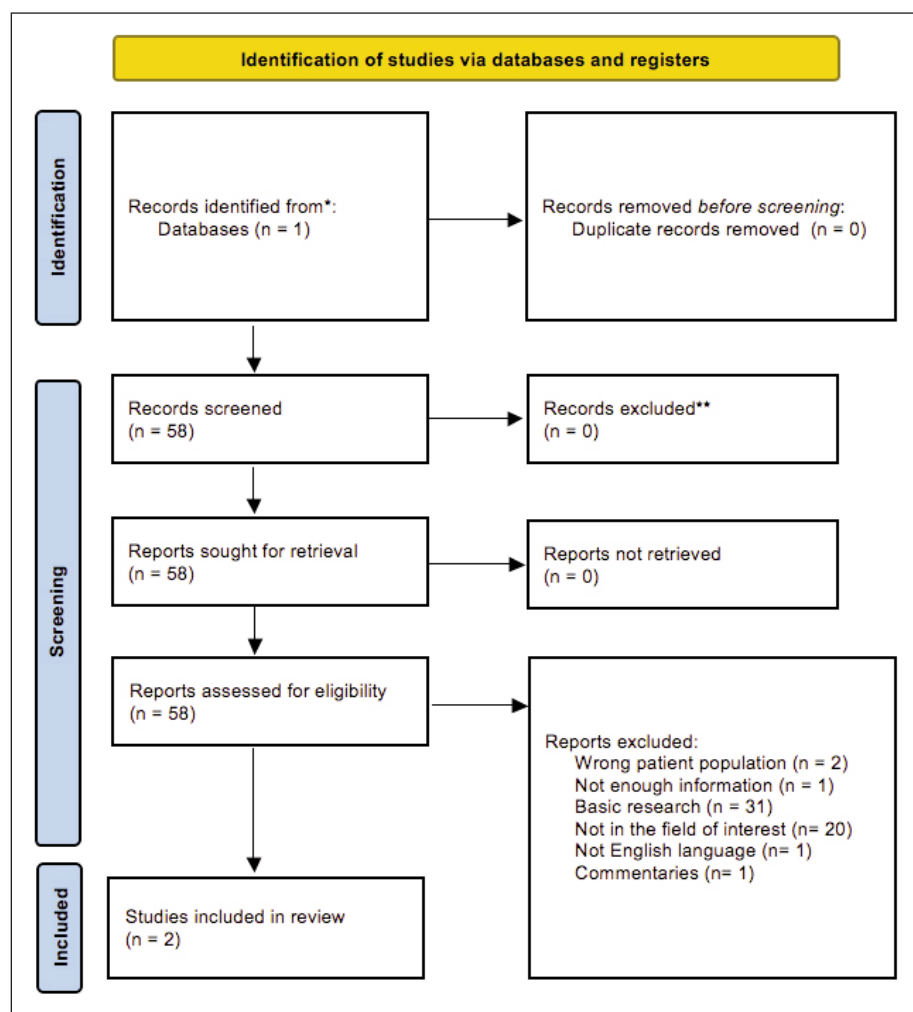 Identification of studies via databases and registers
Identification
Records identified from*:
Databases (n = 1)
Records removed before screening:
Duplicate records removed (n = 0)
Screening
Records screened
(n = 58)
Records excluded**
(n = 0)
Reports sought for retrieval
(n = 58)
Reports not retrieved
(n = 0)
Reports assessed for eligibility
(n = 58)
Reports excluded:
Wrong patient population (n = 2)
Not enough information (n = 1)
Basic research (n = 31)
Not in the field of interest (n= 20)
Not English language (n= 1)
Commentaries (n= 1)
Included
Studies included in review
(n = 2)